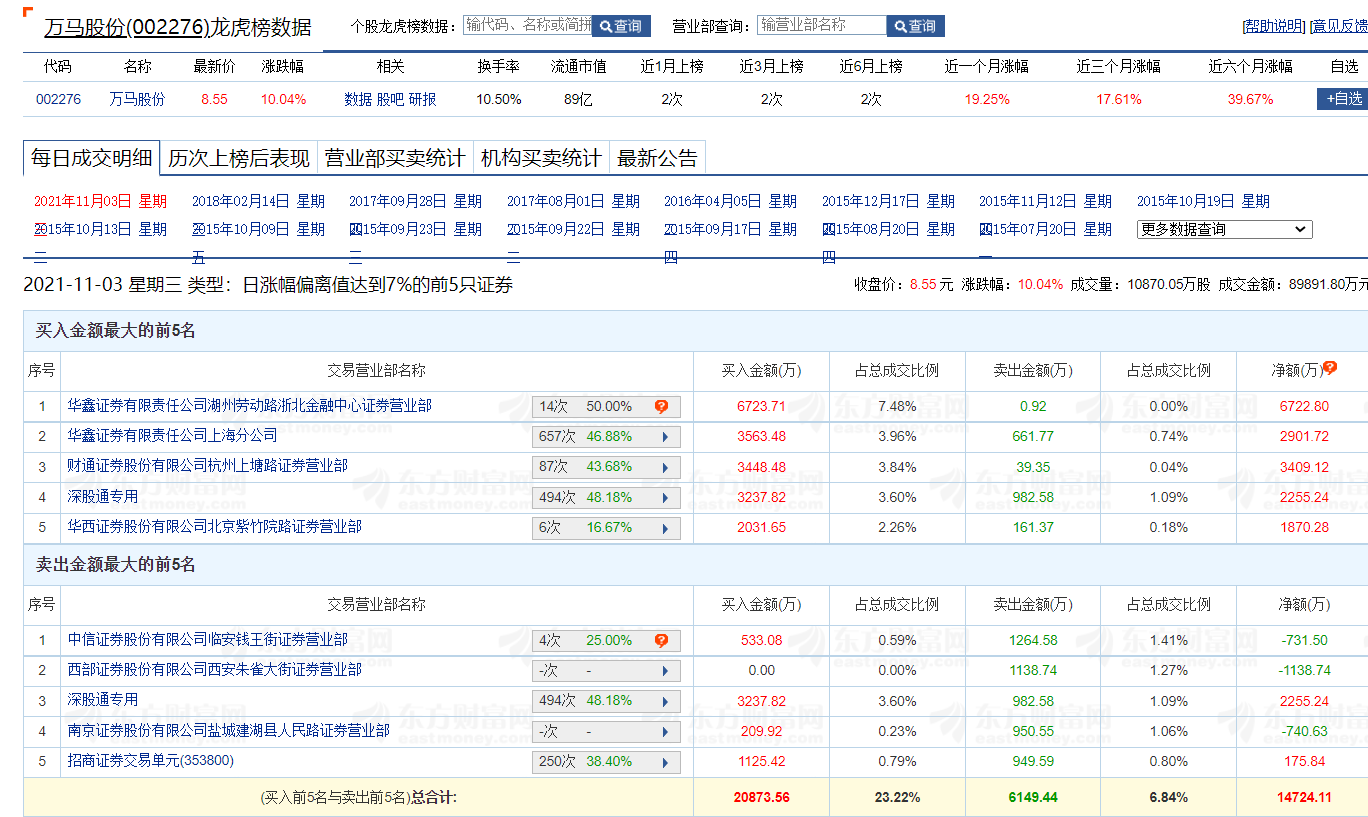 万马股份(002276)龙虎榜数据 个股龙虎榜数据： 输代码、名称或简拼 查询 营业部查询： 输营业部名称 查询 [帮助说明] [意见反馈
代码 名称 最新价 涨跌幅 相关 换手率 流通市值 近1月上榜 近3月上榜 近6月上榜 近一个月涨幅 近三个月涨幅 近六个月涨幅 自选
002276 万马股份 8.55 10.04% 数据 股吧 研报 10.50% 89亿 2次 2次 2次 19.25% 17.61% 39.67% +自选
每日成交明细 历次上榜后表现 营业部买卖统计 机构买卖统计 最新公告
2021年11月03日 星期 2018年02月14日 星期 2017年09月28日 星期 2017年08月01日 星期 2016年04月05日 星期 2015年12月17日 星期 2015年11月12日 星期 2015年10月19日 星期
2015年10月13日 星期 2015年10月09日 星期 2015年09月23日 星期 2015年09月22日 星期 2015年09月17日 星期 2015年08月20日 星期 2015年07月20日 星期 更多数据查询
二 五 三 二 四 四 一
2021-11-03 星期三 类型：日涨幅偏离值达到7%的前5只证券 收盘价：8.55 元 涨跌幅：10.04% 成交量：10870.05万股 成交金额：89891.80万元
买入金额最大的前5名
序号 交易营业部名称 买入金额(万) 占总成交比例 卖出金额(万) 占总成交比例 净额(万)
1 华鑫证券有限责任公司湖州劳动路浙北金融中心证券营业部 14次 50.00% 6723.71 7.48% 0.92 0.00% 6722.80
2 华鑫证券有限责任公司上海分公司 657次 46.88% 3563.48 3.96% 661.77 0.74% 2901.72
3 财通证券股份有限公司杭州上塘路证券营业部 87次 43.68% 3448.48 3.84% 39.35 0.04% 3409.12
4 深股通专用 494次 48.18% 3237.82 3.60% 982.58 1.09% 2255.24
5 华西证券股份有限公司北京紫竹院路证券营业部 6次 16.67% 2031.65 2.26% 161.37 0.18% 1870.28
卖出金额最大的前5名
序号 交易营业部名称 买入金额(万) 占总成交比例 卖出金额(万) 占总成交比例 净额(万)
1 中信证券股份有限公司临安钱王街证券营业部 4次 25.00% 533.08 0.59% 1264.58 1.41% -731.50
2 西部证券股份有限公司西安朱雀大街证券营业部 -次 - 0.00 0.00% 1138.74 1.27% -1138.74
3 深股通专用 494次 48.18% 3237.82 3.60% 982.58 1.09% 2255.24
4 南京证券股份有限公司盐城建湖县人民路证券营业部 -次 - 209.92 0.23% 950.55 1.06% -740.63
5 招商证券交易单元(353800) 250次 38.40% 1125.42 0.79% 949.59 0.80% 175.84
(买入前5名与卖出前5名)总合计: 20873.56 23.22% 6149.44 6.84% 14724.11